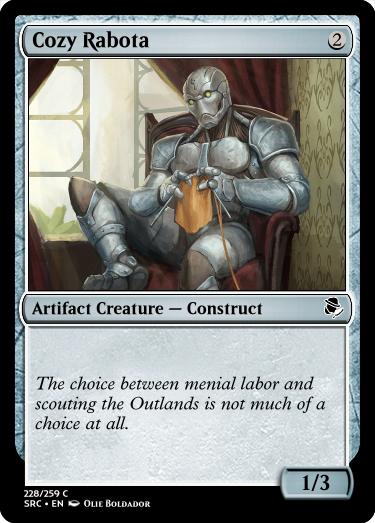 Cozy Rabota 2
Artifact Creature — Construct
The choice between menial labor and
scouting the Outlands is not much of a
choice at all.
1/3
228/259 C
SRC • EN Olie Boldador